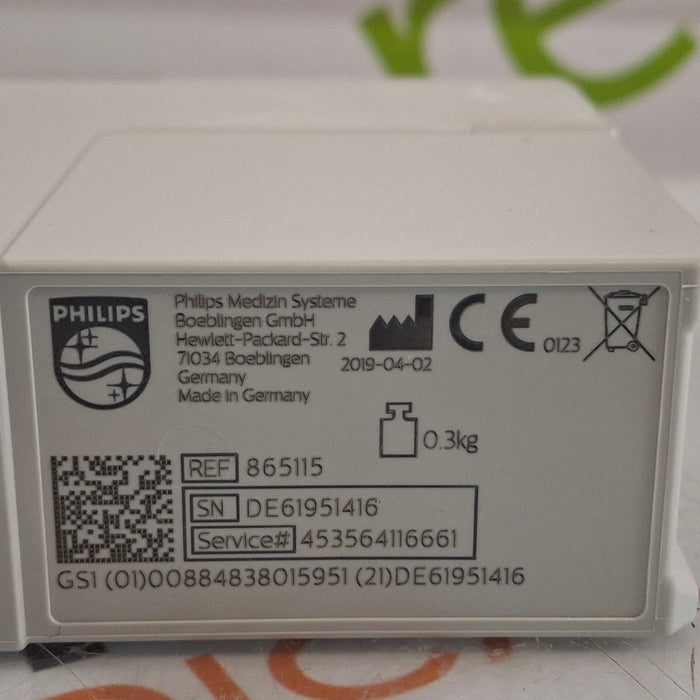 PHILIPS
Philips Medizin Systeme
Boeblingen GmbH
Hewlett-Packard-Str. 2
71034 Boeblingen
Germany
Made in Germany
2019-04-02
CE 0123
0.3kg
REF 865115
SN DE61951416
Service# 453564116661
GS1 (01)00884838015951 (21)DE61951416